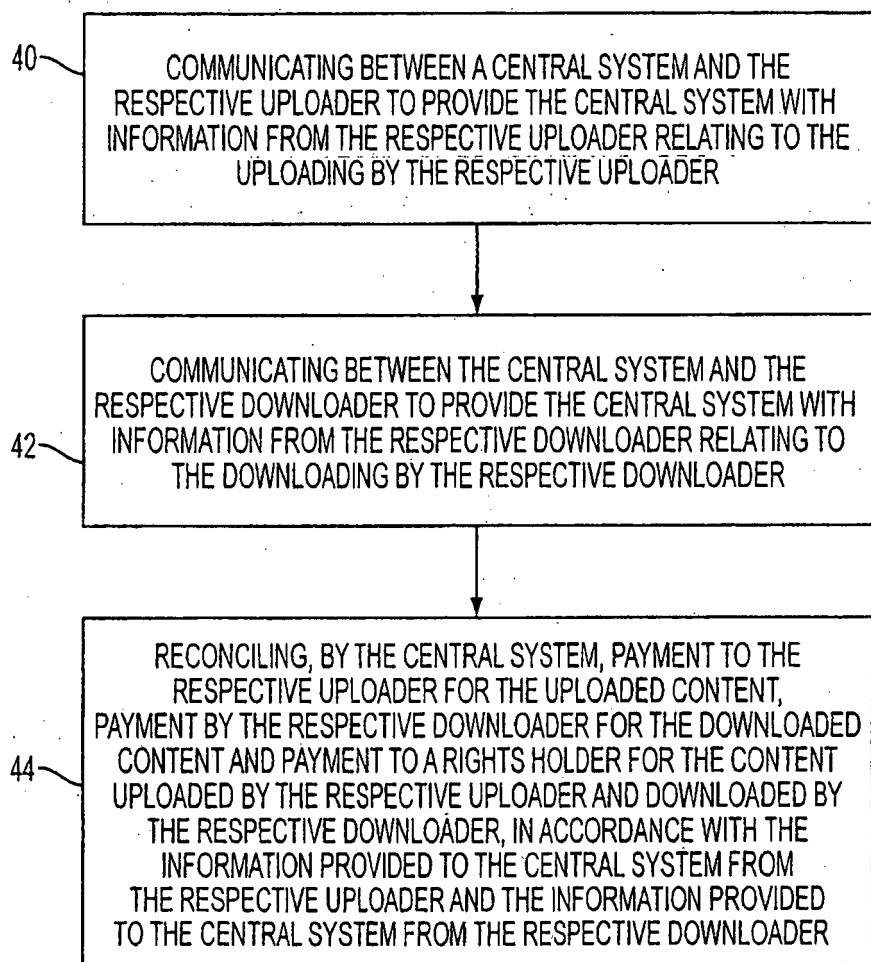 40
COMMUNICATING BETWEEN A CENTRAL SYSTEM AND THE
RESPECTIVE UPLOADER TO PROVIDE THE CENTRAL SYSTEM WITH
INFORMATION FROM THE RESPECTIVE UPLOADER RELATING TO THE
UPLOADING BY THE RESPECTIVE UPLOADER
42
COMMUNICATING BETWEEN THE CENTRAL SYSTEM AND THE
RESPECTIVE DOWNLOADER TO PROVIDE THE CENTRAL SYSTEM WITH
INFORMATION FROM THE RESPECTIVE DOWNLOADER RELATING TO
THE DOWNLOADING BY THE RESPECTIVE DOWNLOADER
44
RECONCILING, BY THE CENTRAL SYSTEM, PAYMENT TO THE
RESPECTIVE UPLOADER FOR THE UPLOADED CONTENT,
PAYMENT BY THE RESPECTIVE DOWNLOADER FOR THE DOWNLOADED
CONTENT AND PAYMENT TO A RIGHTS HOLDER FOR THE CONTENT
UPLOADED BY THE RESPECTIVE UPLOADER AND DOWNLOADED BY
THE RESPECTIVE DOWNLOADER, IN ACCORDANCE WITH THE
INFORMATION PROVIDED TO THE CENTRAL SYSTEM FROM
THE RESPECTIVE UPLOADER AND THE INFORMATION PROVIDED
TO THE CENTRAL SYSTEM FROM THE RESPECTIVE DOWNLOADER